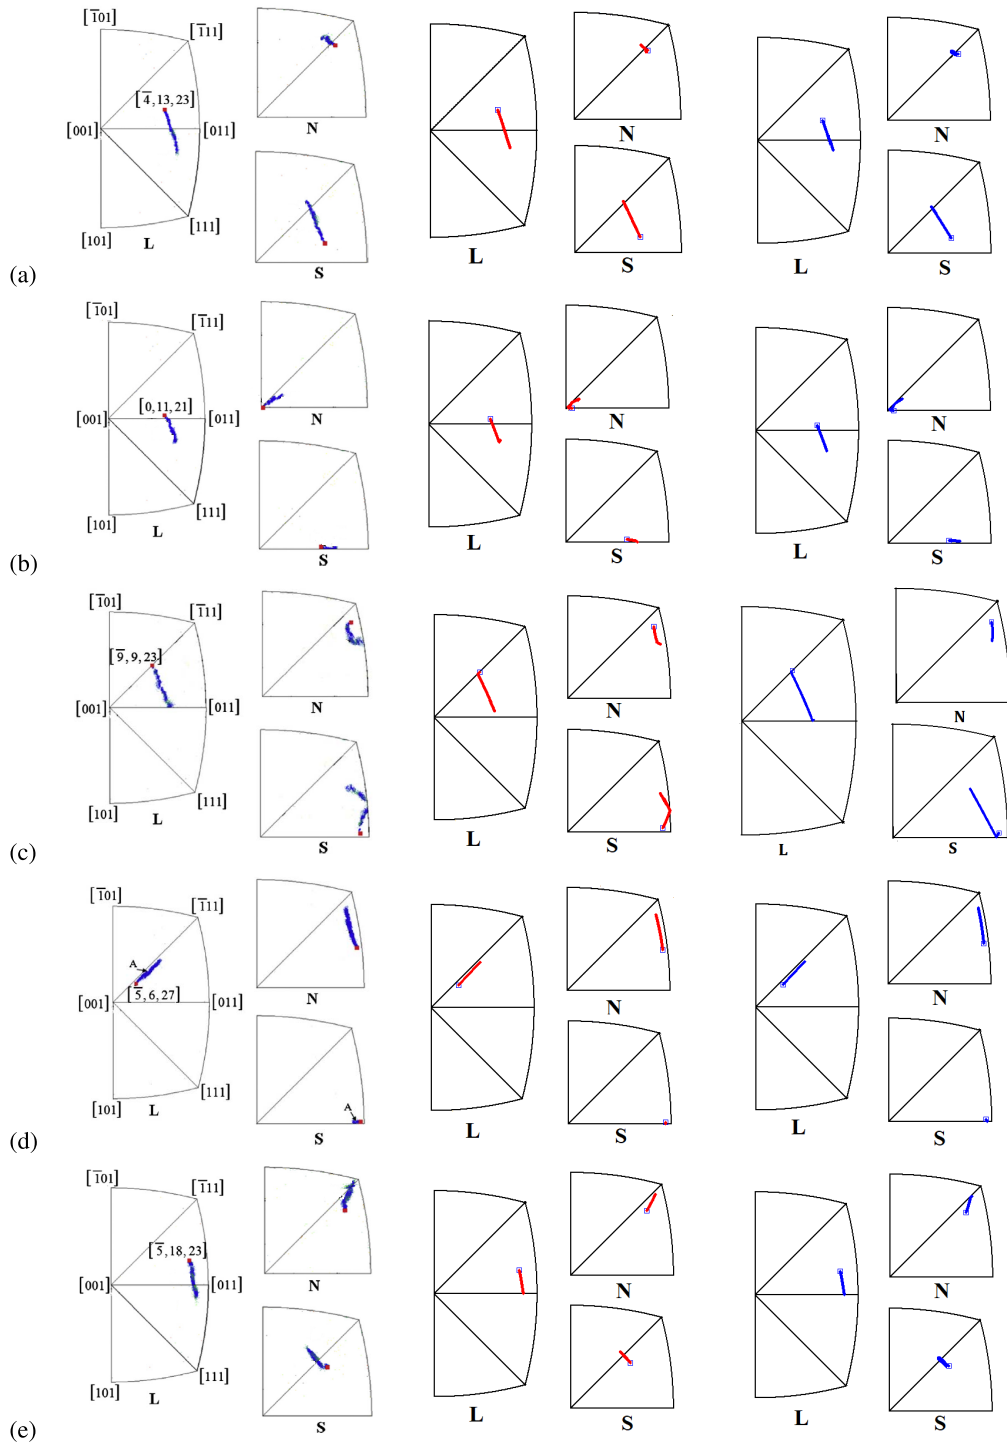 [1̅01] [1̅11]
[4̅,13,23]
[001] [011]
N N N
[111]
[101] L
L L
S S S
(a)
[1̅01] [1̅11]
[0,11,21]
[001] [011]
N N N
[111]
[101] L
L L
S S S
(b)
[1̅01] [1̅11]
[9̅,9,23]
[001] [011]
N N N
[111]
[101] L
L L
S S S
(c)
[1̅01] [1̅11]
A
[5̅,6,27]
[001] [011]
N N N
[111]
[101] L
A
L L
S S S
(d)
[1̅01] [1̅11]
[5̅,18,23]
[001] [011]
N N N
[111]
[101] L
L L
S S S
(e)